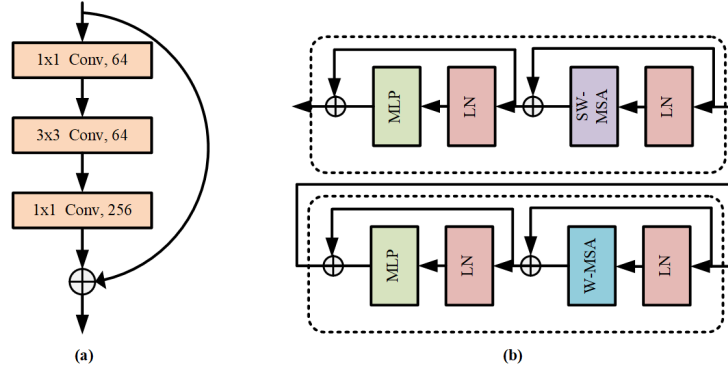 1x1 Conv, 64
3x3 Conv, 64
1x1 Conv, 256
(a)
MLP
LN
SW-
MSA
LN
MLP
LN
W-MSA
LN
(b)